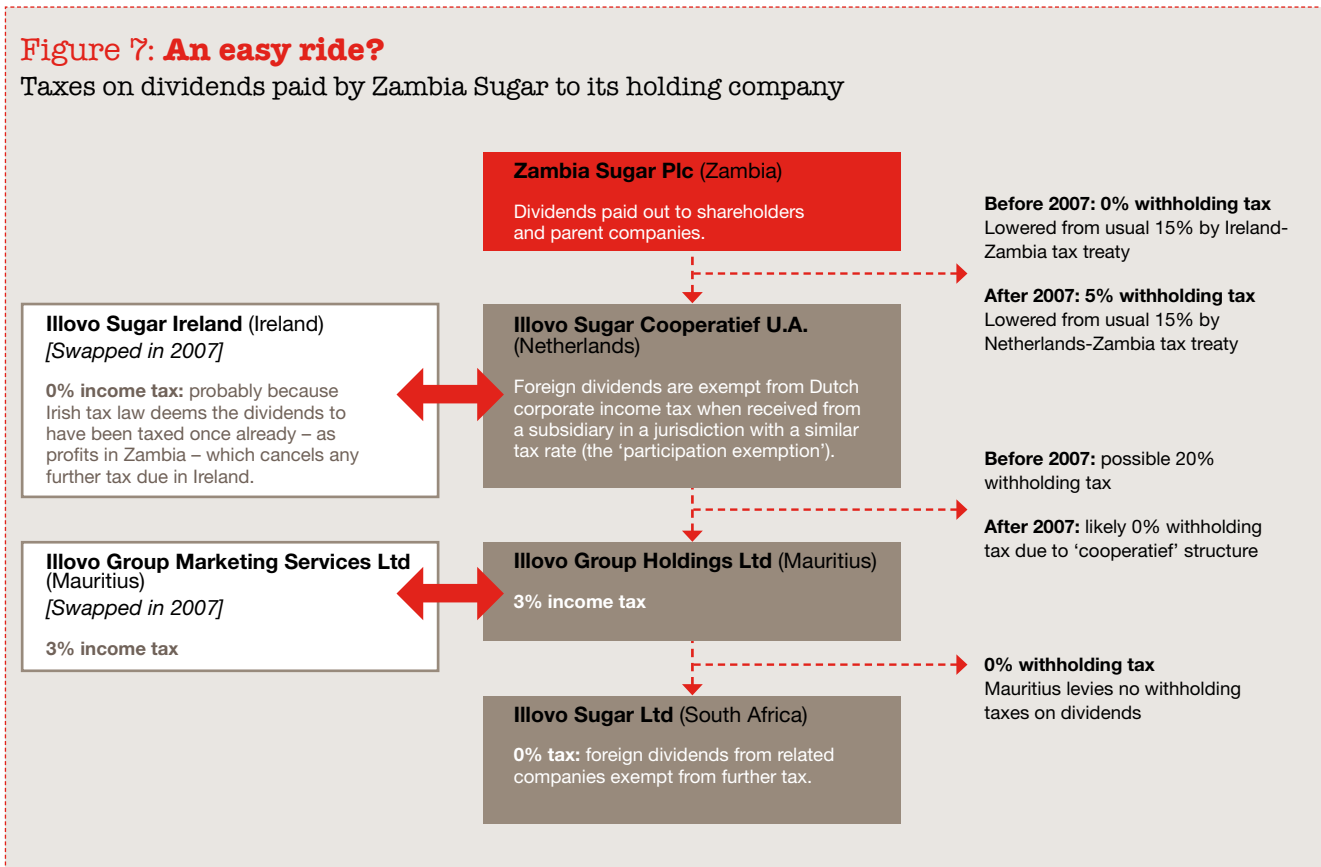 Figure 7: An easy ride?
Taxes on dividends paid by Zambia Sugar to its holding company
Zambia Sugar Plc (Zambia)
Dividends paid out to shareholders
and parent companies.
Before 2007: 0% withholding tax
Lowered from usual 15% by Ireland-
Zambia tax treaty
After 2007: 5% withholding tax
Lowered from usual 15% by
Netherlands-Zambia tax treaty
Illovo Sugar Ireland (Ireland)
[Swapped in 2007]
0% income tax: probably because
Irish tax law deems the dividends to
have been taxed once already – as
profits in Zambia – which cancels any
further tax due in Ireland.
Illovo Sugar Cooperatief U.A.
(Netherlands)
Foreign dividends are exempt from Dutch
corporate income tax when received from
a subsidiary in a jurisdiction with a similar
tax rate (the ‘participation exemption’).
Before 2007: possible 20%
withholding tax
After 2007: likely 0% withholding
tax due to ‘cooperatief’ structure
Illovo Group Marketing Services Ltd
(Mauritius)
[Swapped in 2007]
3% income tax
Illovo Group Holdings Ltd (Mauritius)
3% income tax
0% withholding tax
Mauritius levies no withholding
taxes on dividends
Illovo Sugar Ltd (South Africa)
0% tax: foreign dividends from related
companies exempt from further tax.